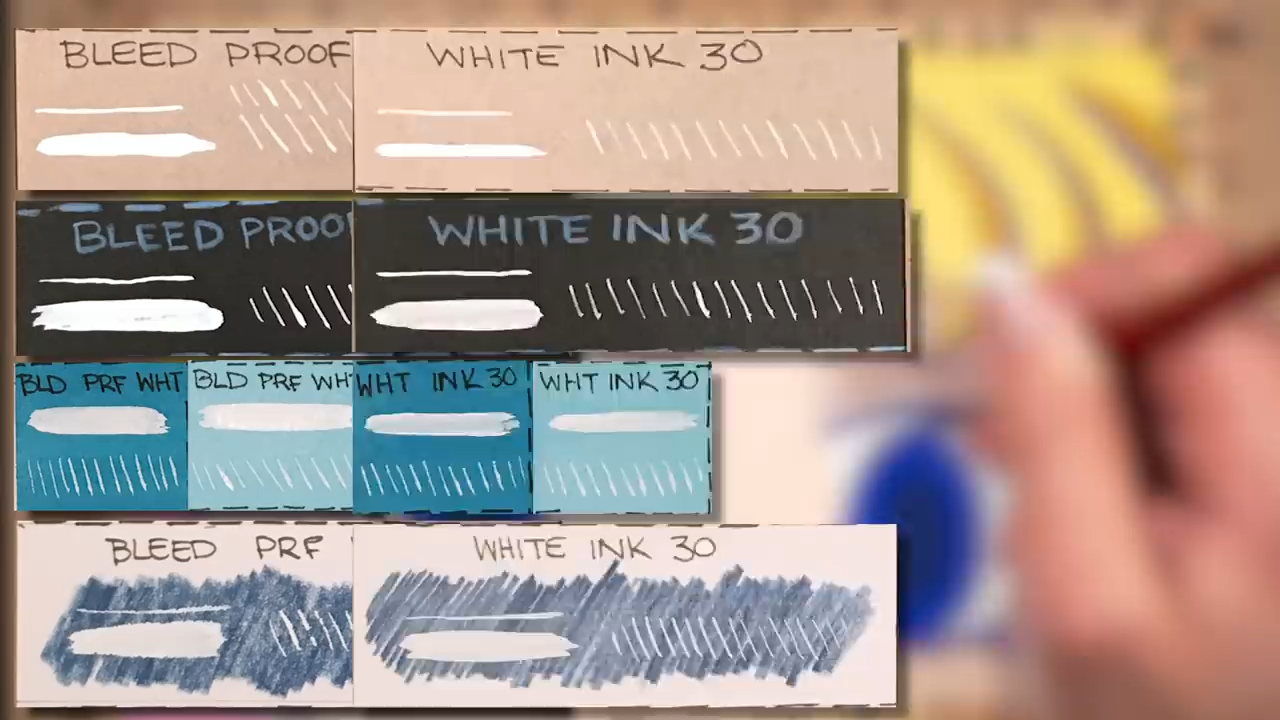 BLEED PROOF
WHITE INK 30
BLEED PROO
WHITE INK 30
BLD PRF WHT
BLD PRF WH
WHT INK 30
WHT INK 30
BLEED PRF
WHITE INK 30